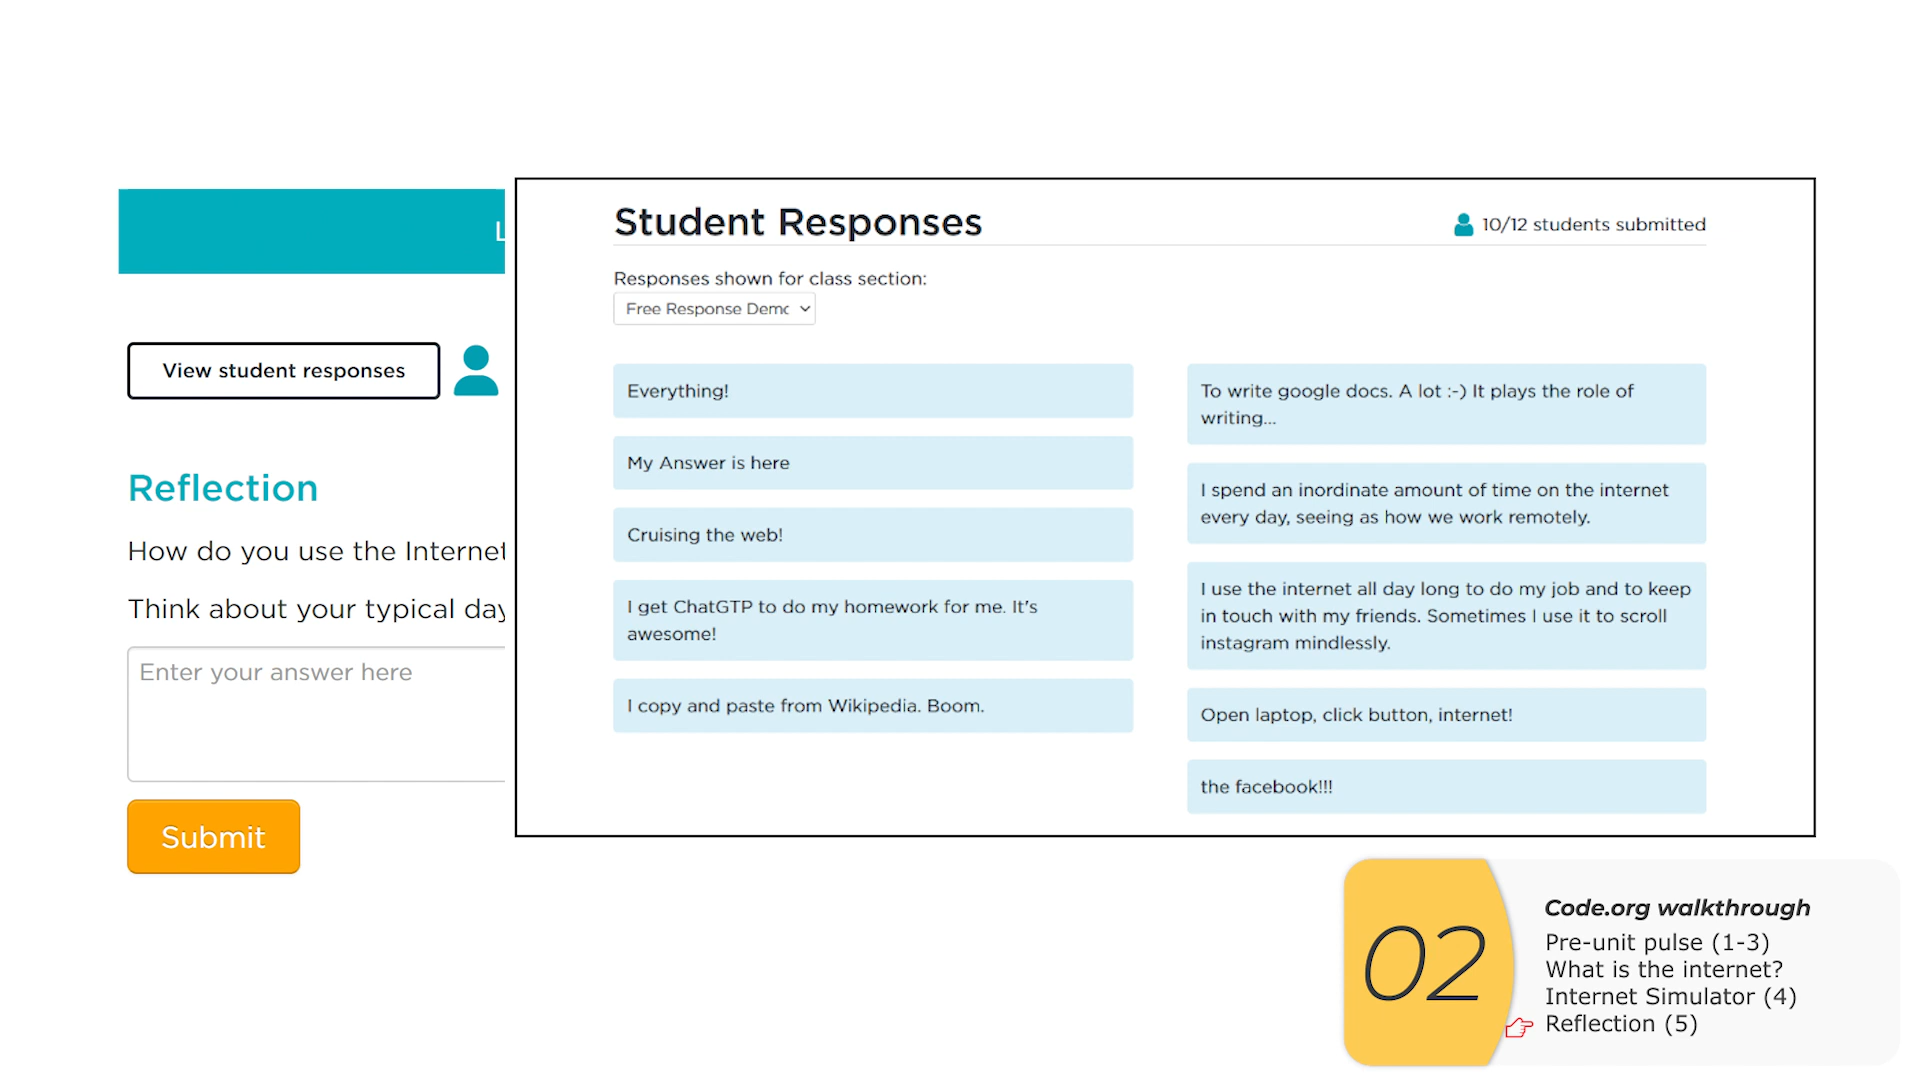 L
View student responses
Reflection
How do you use the Internet
Think about your typical day
Enter your answer here
Submit
Student Responses
10/12 students submitted
Responses shown for class section:
Free Response Demo
Everything!
My Answer is here
Cruising the web!
I get ChatGTP to do my homework for me. It's
awesome!
I copy and paste from Wikipedia. Boom.
To write google docs. A lot :-) It plays the role of
writing...
I spend an inordinate amount of time on the internet
every day, seeing as how we work remotely.
I use the internet all day long to do my job and to keep
in touch with my friends. Sometimes I use it to scroll
instagram mindlessly.
Open laptop, click button, internet!
the facebook!!!
02
Code.org walkthrough
Pre-unit pulse (1-3)
What is the internet?
Internet Simulator (4)
Reflection (5)